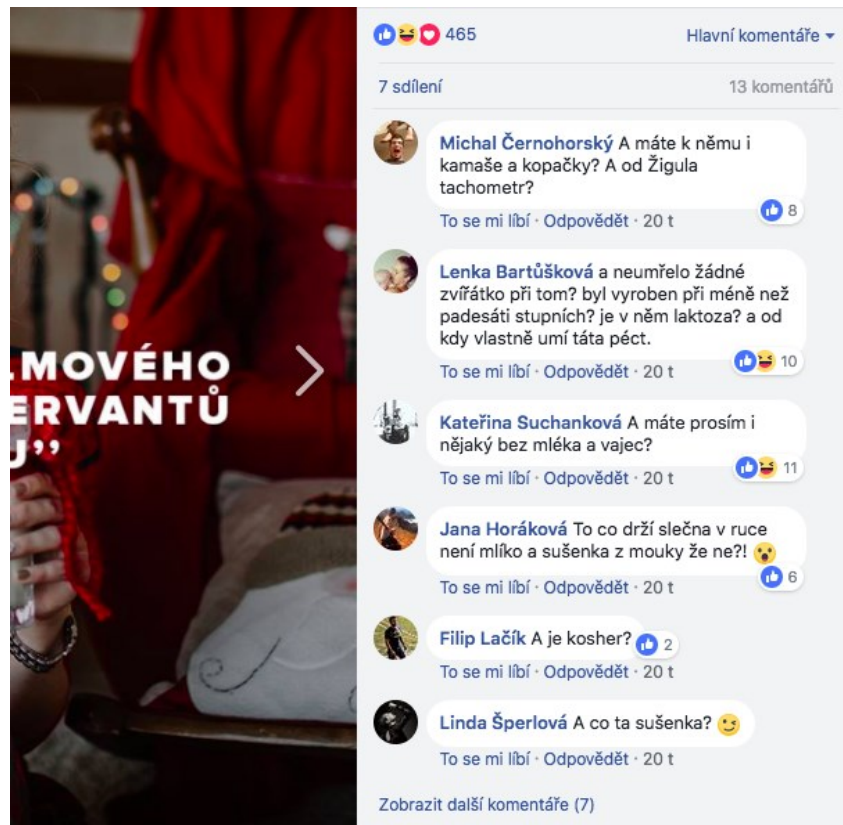 .MOVÉHO
ERVANTŮ
J’’
465
Hlavní komentáře
7 sdílení
13 komentářů
Michal Černohorský A máte k němu i
kamaše a kopačky? A od Žigula
tachometr?
8
To se mi líbí · Odpovědět · 20 t
Lenka Bartůšková a neumřelo žádné
zvířátko při tom? byl vyroben při méně než
padesáti stupních? je v něm laktoza? a od
kdy vlastně umí táta péct.
10
To se mi líbí · Odpovědět · 20 t
Kateřina Suchanková A máte prosím i
nějaký bez mléka a vajec?
11
To se mi líbí · Odpovědět · 20 t
Jana Horáková To co drží slečna v ruce
není mlíko a sušenka z mouky že ne?!
6
To se mi líbí · Odpovědět · 20 t
Filip Lačík A je kosher?
2
To se mi líbí · Odpovědět · 20 t
Linda Šperlová A co ta sušenka?
To se mi líbí · Odpovědět · 20 t
Zobrazit další komentáře (7)